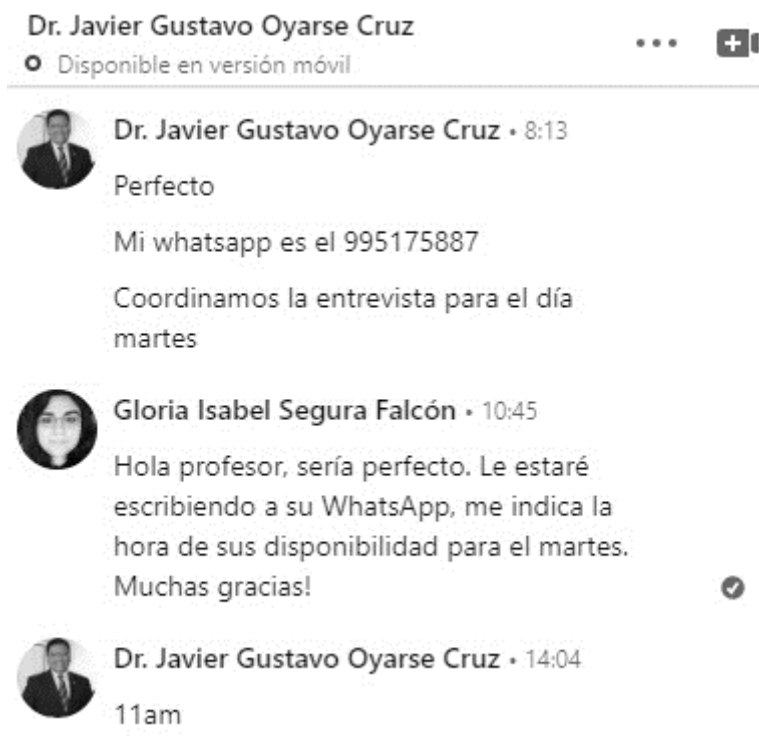 Dr. Javier Gustavo Oyarse Cruz
Disponible en versión móvil
Dr. Javier Gustavo Oyarse Cruz • 8:13
Perfecto
Mi whatsapp es el 995175887
Coordinamos la entrevista para el día
martes
Gloria Isabel Segura Falcón • 10:45
Hola profesor, sería perfecto. Le estaré
escribiendo a su WhatsApp, me indica la
hora de sus disponibilidad para el martes.
Muchas gracias!
Dr. Javier Gustavo Oyarse Cruz • 14:04
11am